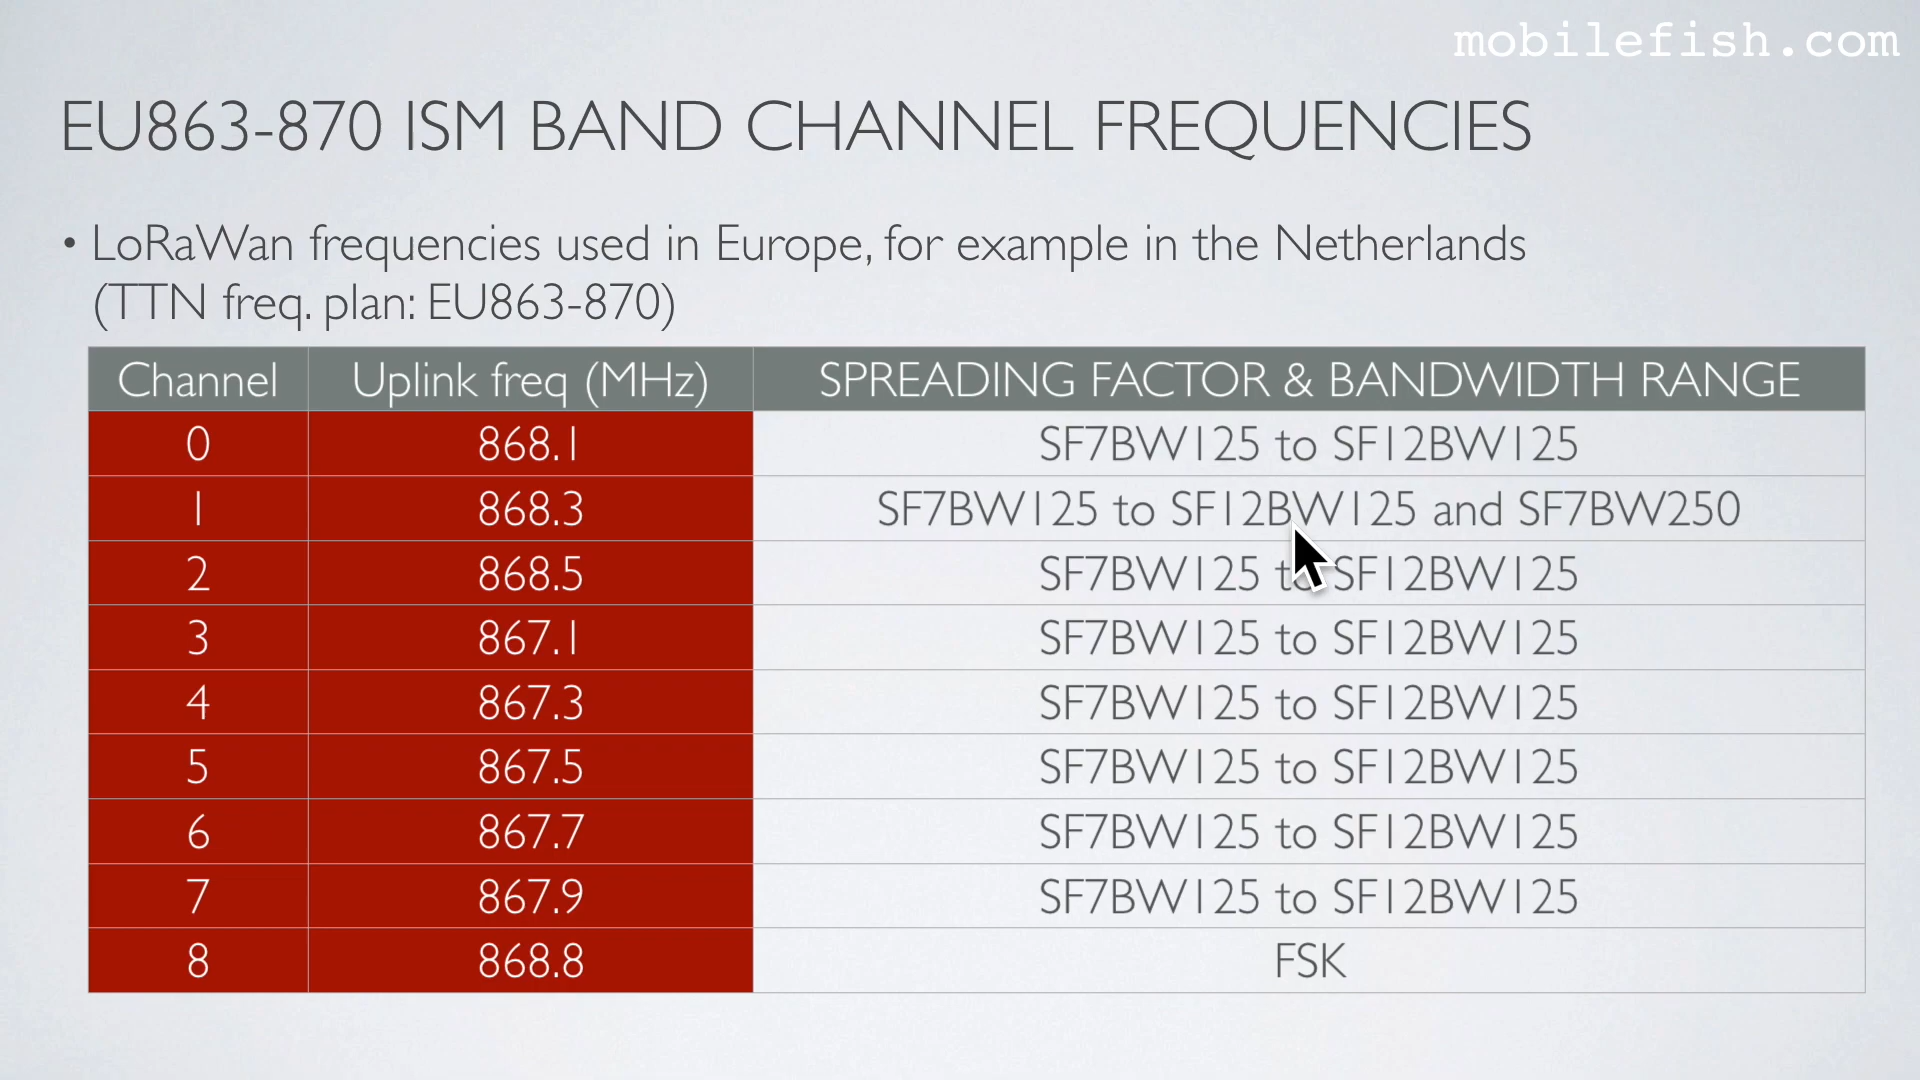 mobilefish.com
EU863-870 ISM BAND CHANNEL FREQUENCIES
• LoRaWan frequencies used in Europe, for example in the Netherlands
(TTN freq. plan: EU863-870)
Channel Uplink freq (MHz) SPREADING FACTOR & BANDWIDTH RANGE
0 868.1 SF7BW125 to SF12BW125
1 868.3 SF7BW125 to SF12BW125 and SF7BW250
2 868.5 SF7BW125 to SF12BW125
3 867.1 SF7BW125 to SF12BW125
4 867.3 SF7BW125 to SF12BW125
5 867.5 SF7BW125 to SF12BW125
6 867.7 SF7BW125 to SF12BW125
7 867.9 SF7BW125 to SF12BW125
8 868.8 FSK